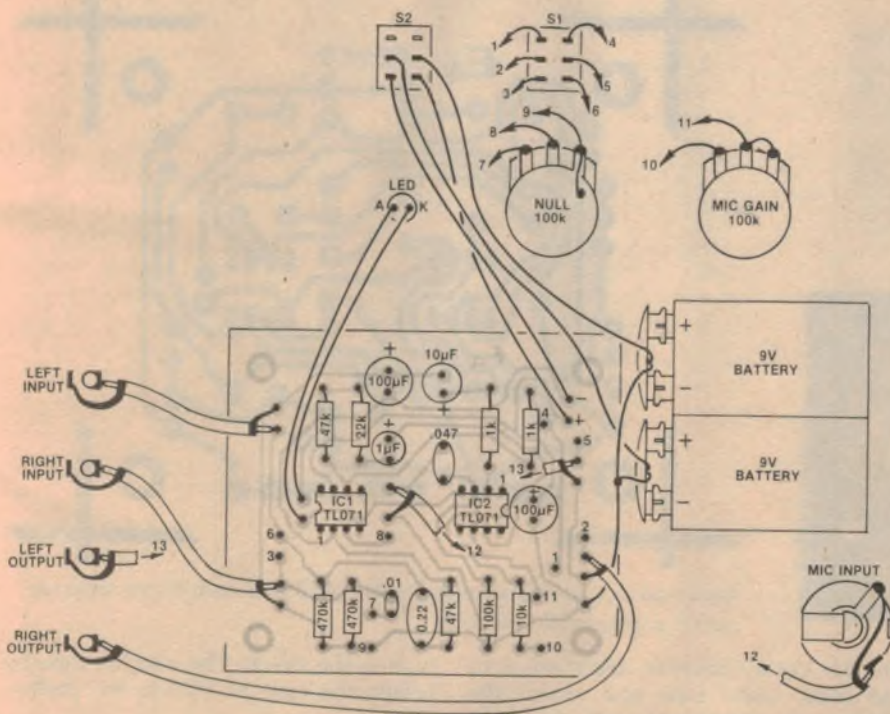 S2
S1
1
4
2
5
3
6
9
8
7
NULL
100k
11
10
MIC GAIN
100k
LED
A
K
+
-
9V
BATTERY
+
-
9V
BATTERY
LEFT
INPUT
RIGHT
INPUT
LEFT
OUTPUT
13
RIGHT
OUTPUT
+
100µF
10µF
+
47k
22k
+
1µF
.047
1k
1k
4
-
+
5
13
IC1
TL071
1
IC2
TL071
1
+
100µF
6
3
8
12
2
1
470k
470k
.01
7
0.22
47k
100k
10k
11
9
10
MIC INPUT
12